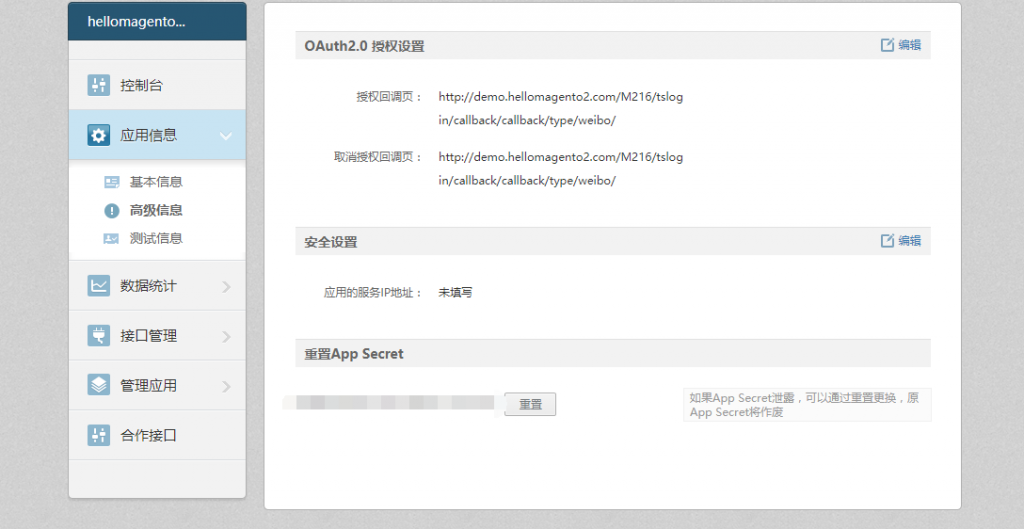 hellomagento...
控制台
应用信息
基本信息
高级信息
测试信息
数据统计
接口管理
管理应用
合作接口
OAuth2.0 授权设置
编辑
授权回调页：
http://demo.hellomagento2.com/M216/tslog
in/callback/callback/type/weibo/
取消授权回调页：
http://demo.hellomagento2.com/M216/tslog
in/callback/callback/type/weibo/
安全设置
编辑
应用的服务IP地址：
未填写
重置App Secret
重置
如果App Secret泄露，可以通过重置更换，原
App Secret将作废